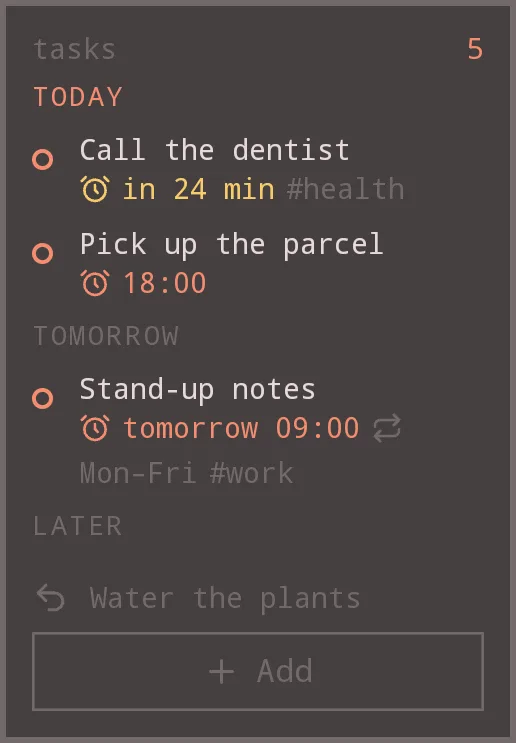 tasks 5
TODAY
Call the dentist
in 24 min #health
Pick up the parcel
18:00
TOMORROW
Stand-up notes
tomorrow 09:00
Mon–Fri #work
LATER
Water the plants
+ Add